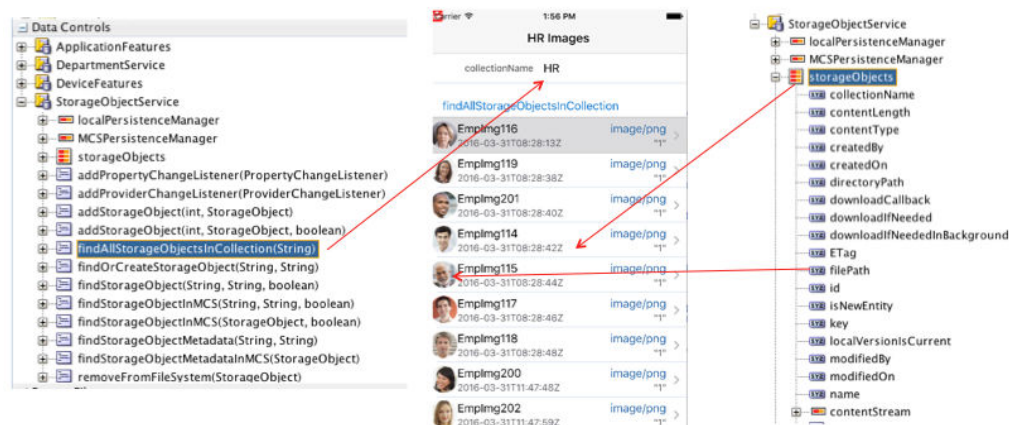 Data Controls
ApplicationFeatures
DepartmentService
DeviceFeatures
StorageObjectService
localPersistenceManager
MCSPersistenceManager
storageObjects
addPropertyChangeListener(PropertyChangeListener)
addProviderChangeListener(ProviderChangeListener)
addStorageObject(int, StorageObject)
addStorageObject(int, StorageObject, boolean)
findAllStorageObjectsInCollection(String)
findOrCreateStorageObject(String, String)
findStorageObject(String, String, boolean)
findStorageObjectInMCS(String, String, boolean)
findStorageObjectInMCS(StorageObject, boolean)
findStorageObjectMetadata(String, String)
findStorageObjectMetadataInMCS(StorageObject)
removeFromFileSystem(StorageObject)
1:56 PM
HR Images
collectionName HR
findAllStorageObjectsInCollection
EmpImg116 image/png
2016-03-31T08:28:13Z "1"
EmpImg119 image/png
2016-03-31T08:28:38Z "1"
EmpImg201 image/png
2016-03-31T08:28:40Z "1"
EmpImg114 image/png
2016-03-31T08:28:42Z "1"
EmpImg115 image/png
2016-03-31T08:28:44Z "1"
EmpImg117 image/png
2016-03-31T08:28:46Z "1"
EmpImg118 image/png
2016-03-31T08:28:48Z "1"
EmpImg200 image/png
2016-03-31T11:47:48Z "1"
EmpImg202 image/png
2016-03-31T11:47:59Z "1"
StorageObjectService
localPersistenceManager
MCSPersistenceManager
storageObjects
collectionName
contentLength
contentType
createdBy
createdOn
directoryPath
downloadCallback
downloadIfNeeded
downloadIfNeededInBackground
ETag
filePath
id
isNewEntity
key
localVersionIsCurrent
modifiedBy
modifiedOn
name
contentStream